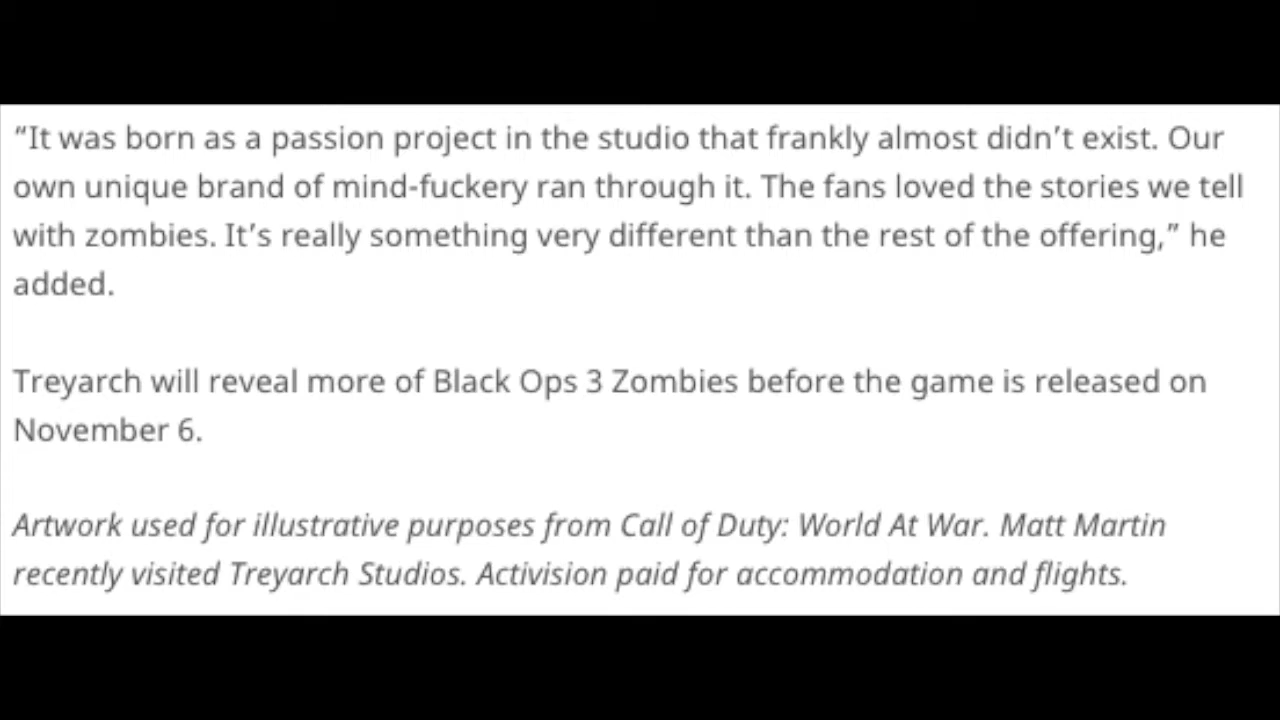 “It was born as a passion project in the studio that frankly almost didn’t exist. Our
own unique brand of mind-fuckery ran through it. The fans loved the stories we tell
with zombies. It’s really something very different than the rest of the offering,” he
added.
Treyarch will reveal more of Black Ops 3 Zombies before the game is released on
November 6.
Artwork used for illustrative purposes from Call of Duty: World At War. Matt Martin
recently visited Treyarch Studios. Activision paid for accommodation and flights.